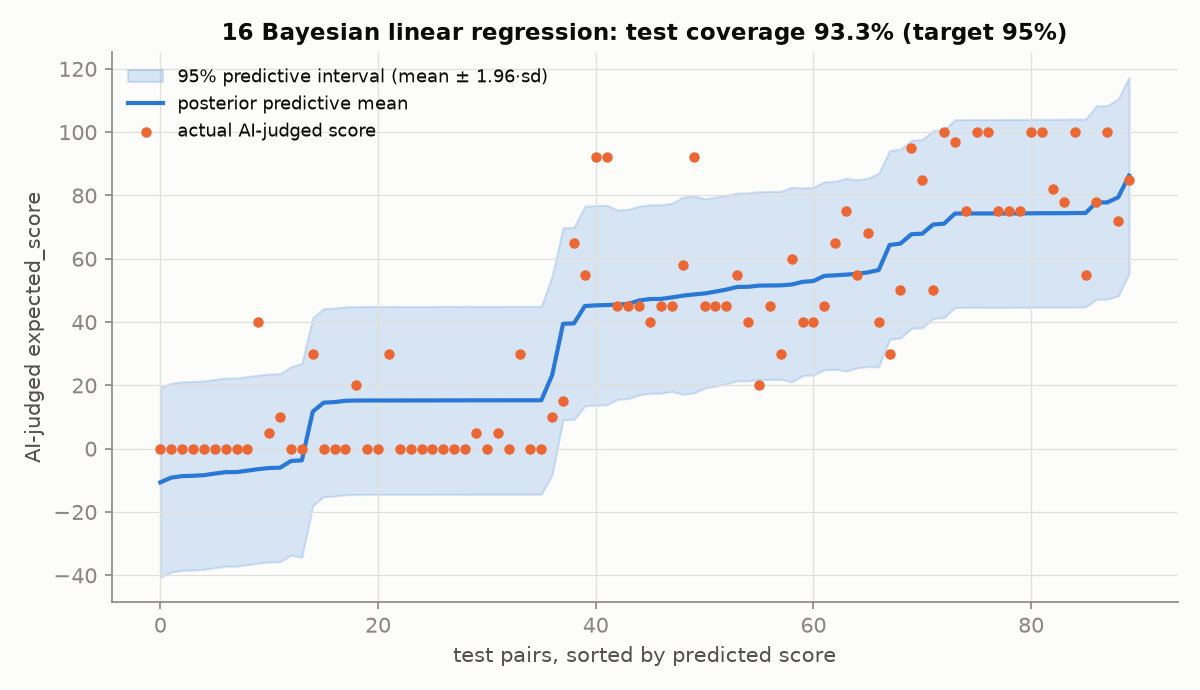 16 Bayesian linear regression: test coverage 93.3% (target 95%)
95% predictive interval (mean ± 1.96·sd)
posterior predictive mean
actual AI-judged score
AI-judged expected_score
120
100
80
60
40
20
0
−20
−40
0 20 40 60 80
test pairs, sorted by predicted score